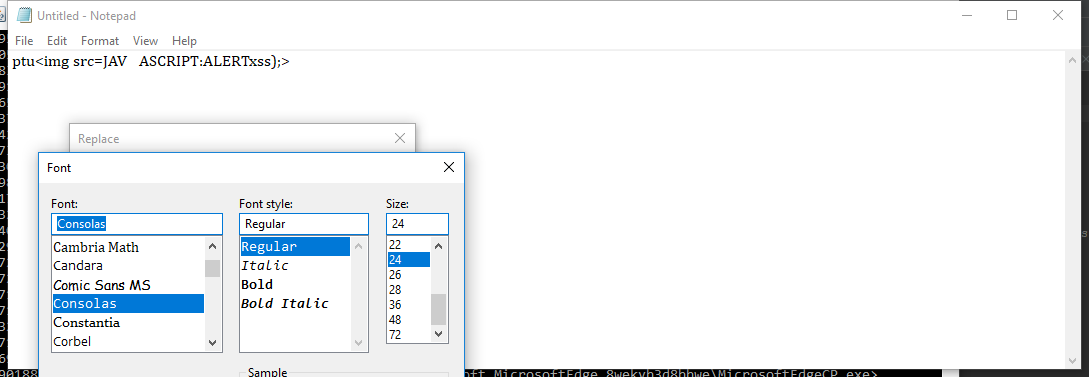 Untitled - Notepad
File Edit Format View Help
ptu<img src=JAV   ASCRIPT:ALERTxss);>
Replace
Font
Font: Font style: Size:
Consolas Regular 24
Cambria Math Regular 22
Candara Italic 24
Comic Sans MS Bold 26
Consolas Bold Italic 28
Constantia 36
Corbel 48
72
Sample
oft.MicrosoftEdge_8wekyb3d8bbwe\MicrosoftEdgeCP.exe>